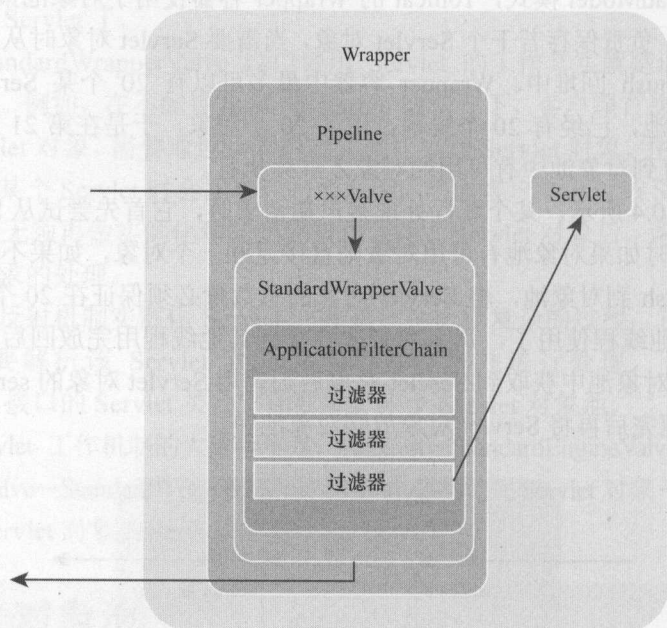 Wrapper
Pipeline
×××Valve
Servlet
StandardWrapperValve
ApplicationFilterChain
过滤器
过滤器
过滤器